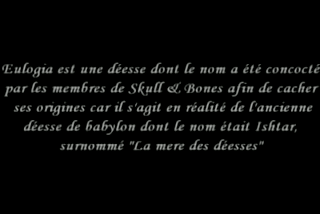 Eulogia est une déesse dont le nom a été concocté
par les membres de Skull & Bones afin de cacher
ses origines car il s'agit en réalité de l'ancienne
déesse de babylon dont le nom était Ishtar,
surnommé "La mere des déesses"